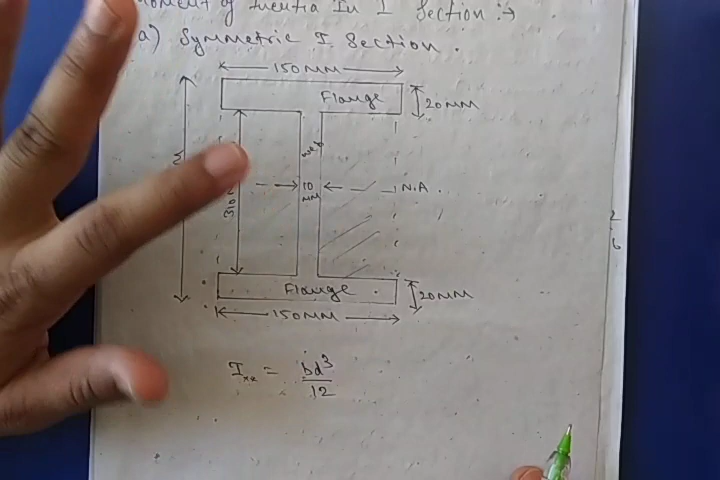 Moment of Inertia In I Section :→
a) Symmetric I Section.
150MM
Flange
20MM
web
310
10
MM
N.A.
Flange
20MM
150MM
Ixx = bd³
12